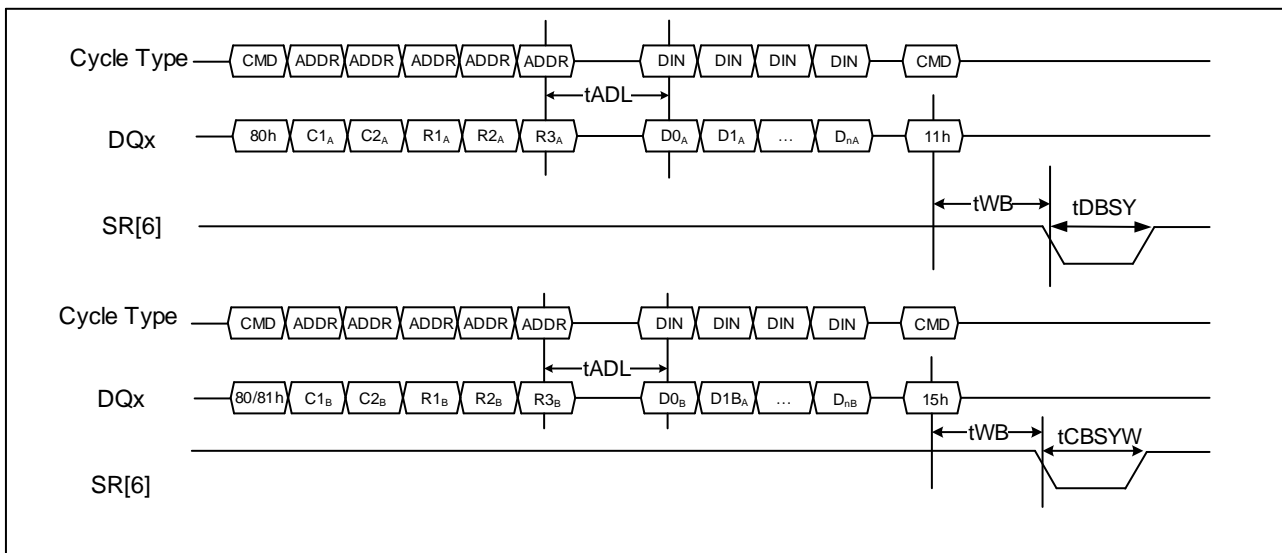 Cycle Type CMD ADDR ADDR ADDR ADDR ADDR DIN DIN DIN DIN CMD
tADL
DQx 80h C1A C2A R1A R2A R3A D0A D1A … DnA 11h
tWB tDBSY
SR[6]
Cycle Type CMD ADDR ADDR ADDR ADDR ADDR DIN DIN DIN DIN CMD
tADL
DQx 80/81h C1B C2B R1B R2B R3B D0B D1BA … DnB 15h
tWB tCBSYW
SR[6]